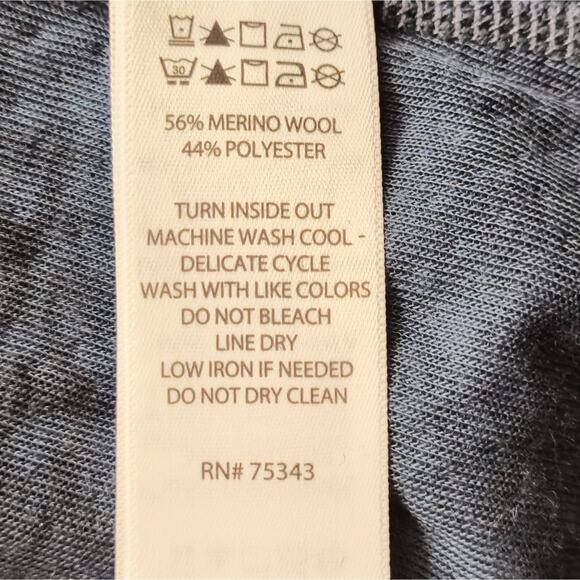 30
56% MERINO WOOL
44% POLYESTER
TURN INSIDE OUT
MACHINE WASH COOL -
DELICATE CYCLE
WASH WITH LIKE COLORS
DO NOT BLEACH
LINE DRY
LOW IRON IF NEEDED
DO NOT DRY CLEAN
RN# 75343